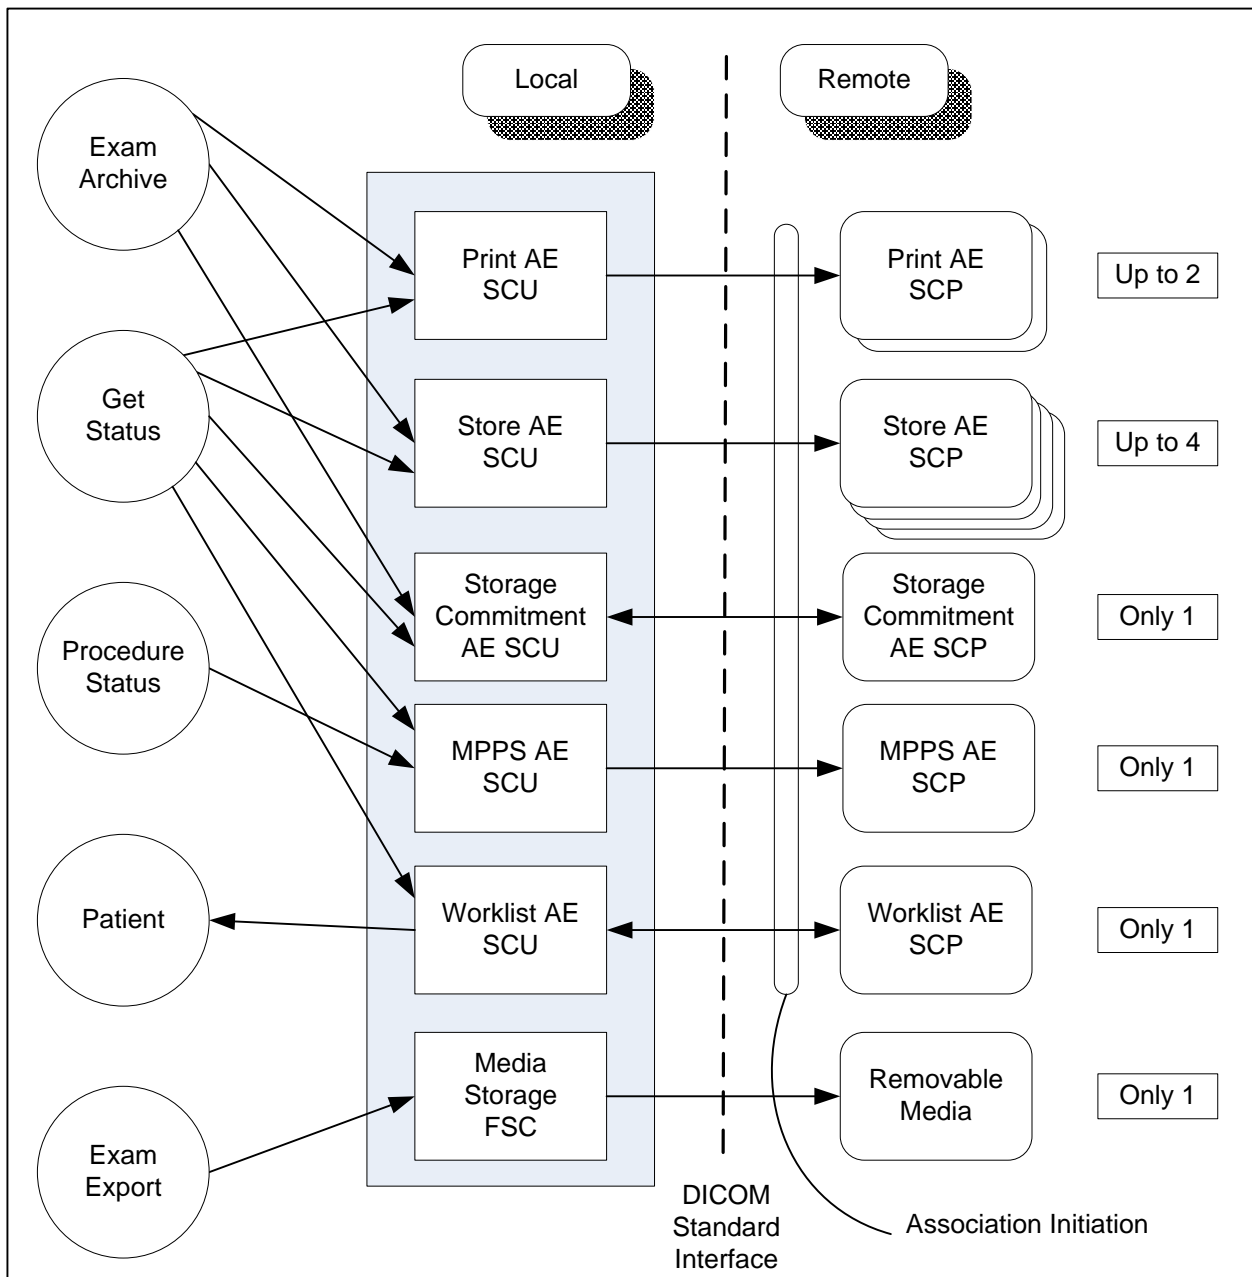 Local
Remote
Exam
Archive
Print AE
SCU
Print AE
SCP
Up to 2
Get
Status
Store AE
SCU
Store AE
SCP
Up to 4
Procedure
Status
Storage
Commitment
AE SCU
Storage
Commitment
AE SCP
Only 1
MPPS AE
SCU
MPPS AE
SCP
Only 1
Patient
Worklist AE
SCU
Worklist AE
SCP
Only 1
Exam
Export
Media
Storage
FSC
Removable
Media
Only 1
DICOM
Standard
Interface
Association Initiation